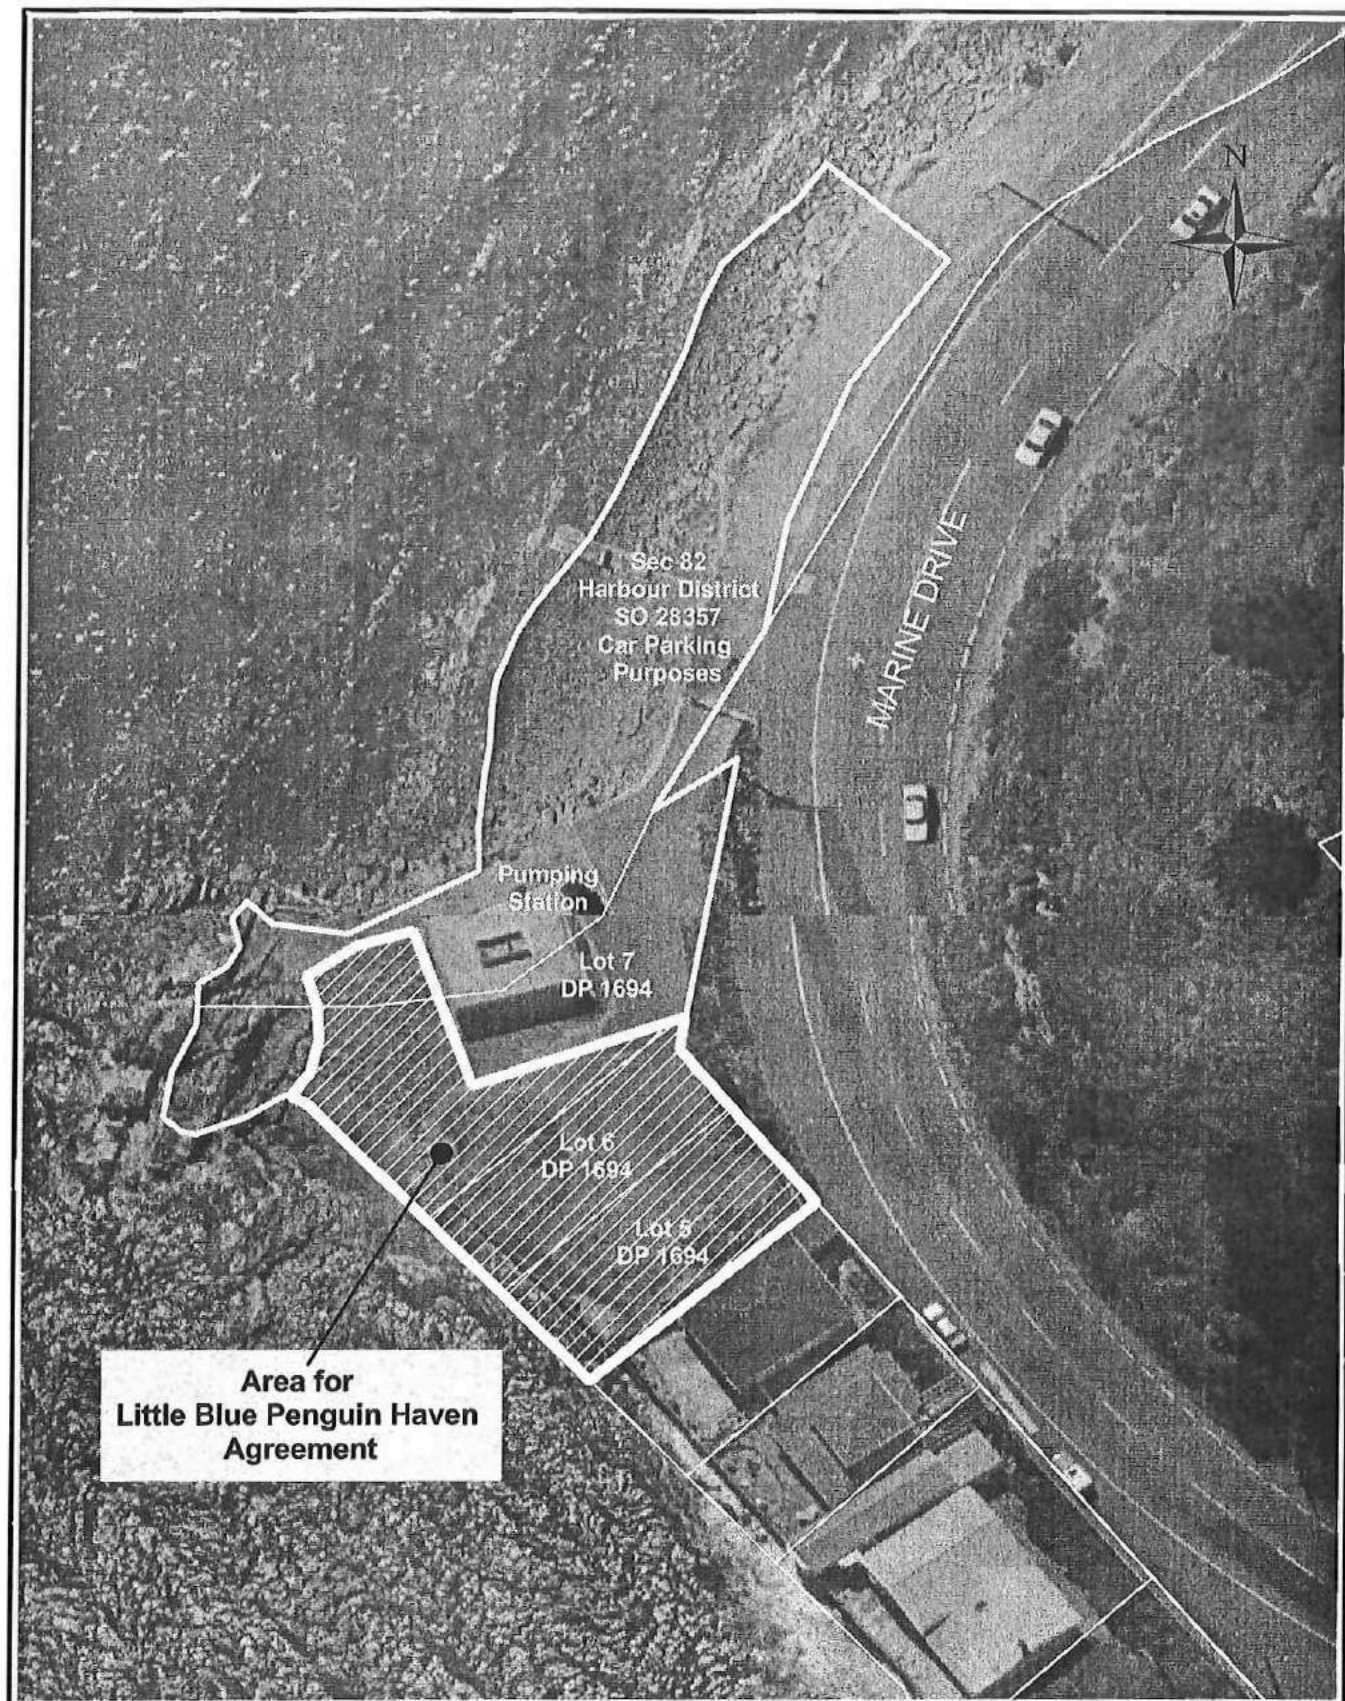 N
Sec 82
Harbour District
SO 28357
Car Parking
Purposes
MARINE DRIVE
Pumping
Station
Lot 7
DP 1694
Lot 6
DP 1694
Lot 5
DP 1694
Area for
Little Blue Penguin Haven
Agreement